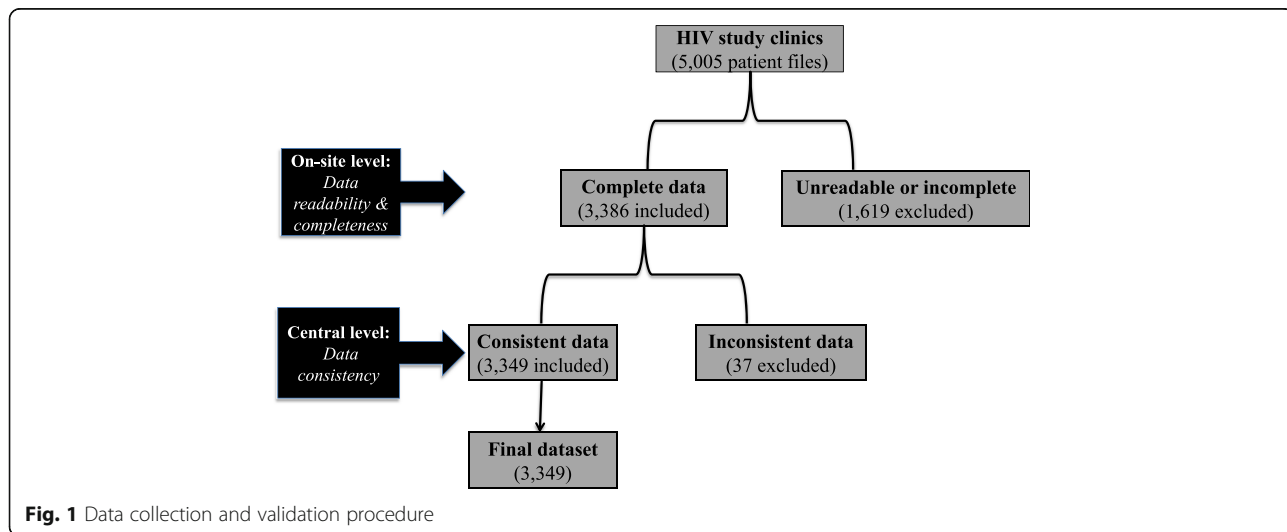 HIV study clinics
(5,005 patient files)
On-site level:
Data
readability &
completeness
Complete data
(3,386 included)
Unreadable or incomplete
(1,619 excluded)
Central level:
Data
consistency
Consistent data
(3,349 included)
Inconsistent data
(37 excluded)
Final dataset
(3,349)
Fig. 1 Data collection and validation procedure